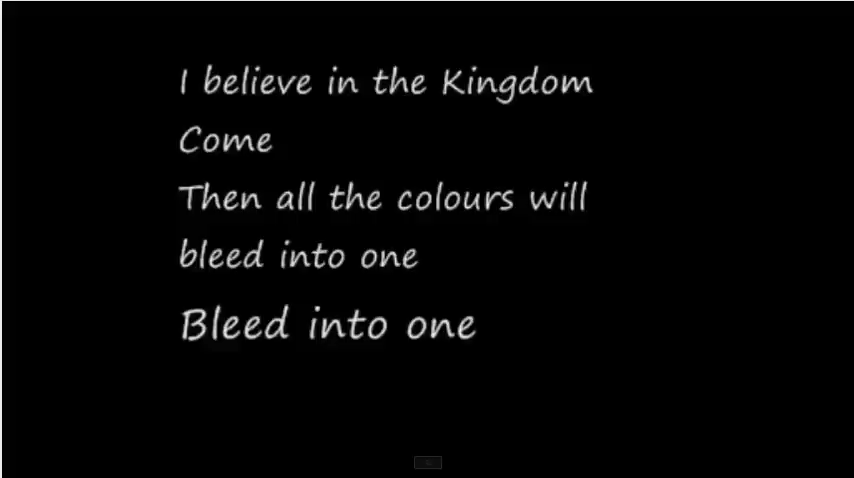 I believe in the Kingdom
Come
Then all the colours will
bleed into one
Bleed into one